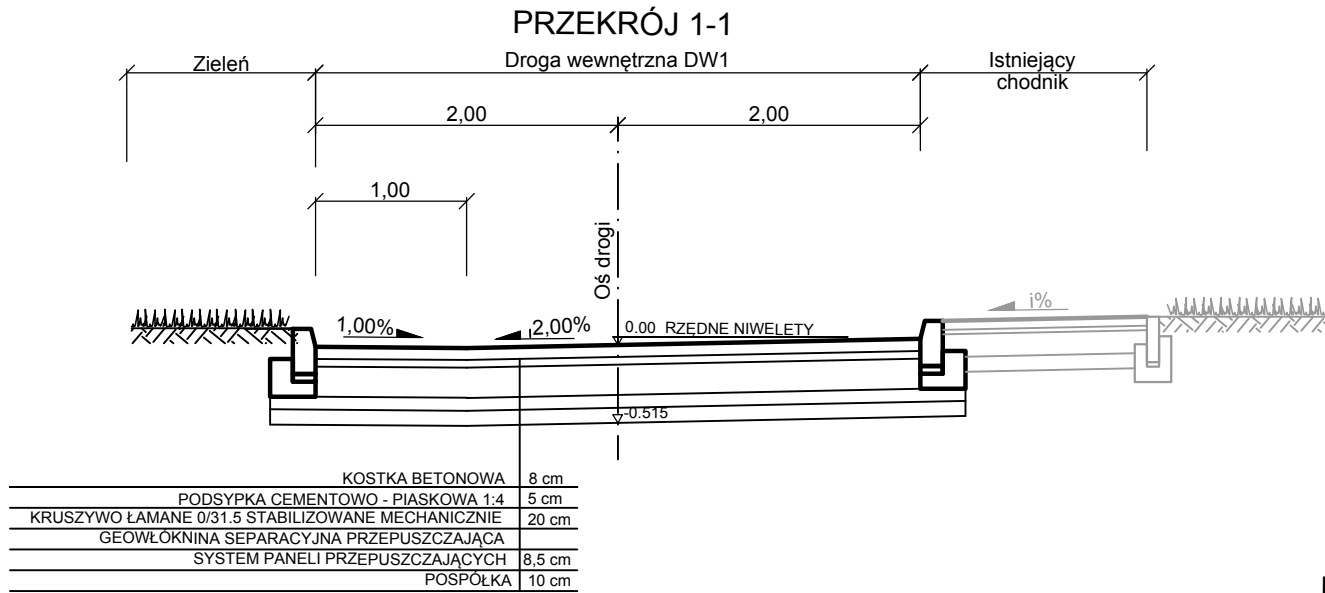 PRZEKRÓJ 1-1
Zieleń
Droga wewnętrzna DW1
Istniejący
chodnik
2,00
2,00
1,00
Oś drogi
1,00%
2,00%
0.00 RZĘDNE NIWELETY
i%
-0.515
KOSTKA BETONOWA 8 cm
PODSYPKA CEMENTOWO - PIASKOWA 1:4 5 cm
KRUSZYWO ŁAMANE 0/31.5 STABILIZOWANE MECHANICZNIE 20 cm
GEOWŁÓKNINA SEPARACYJNA PRZEPUSZCZAJĄCA
SYSTEM PANELI PRZEPUSZCZAJĄCYCH 8,5 cm
POSPÓŁKA 10 cm